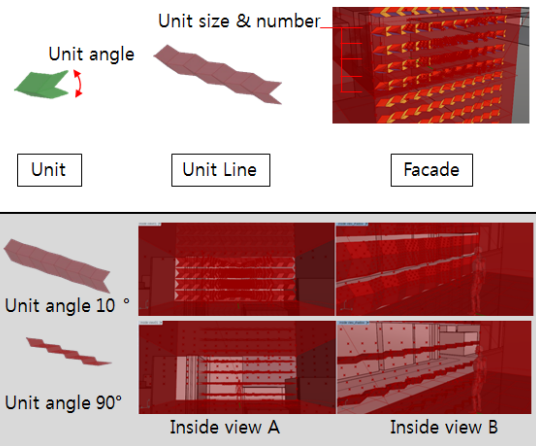 Unit size & number
Unit angle
Unit
Unit Line
Facade
Unit angle 10 °
Unit angle 90°
Inside view A
Inside view B